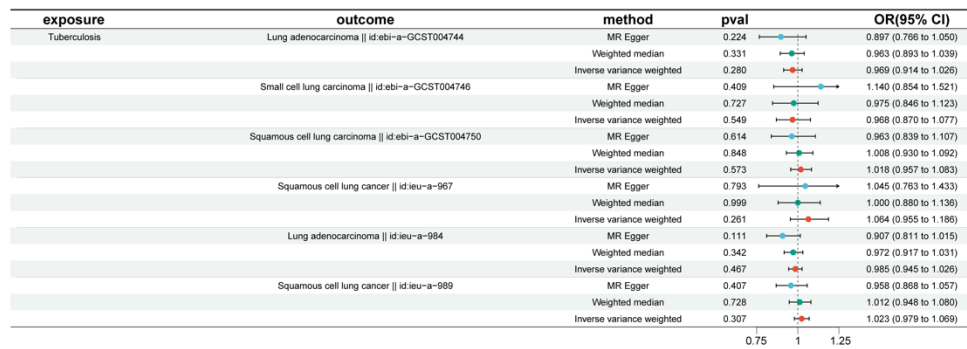 exposure outcome method pval OR(95% CI)
Tuberculosis Lung adenocarcinoma || id:ebi-a-GCST004744 MR Egger 0.224 0.897 (0.766 to 1.050)
Weighted median 0.331 0.963 (0.893 to 1.039)
Inverse variance weighted 0.280 0.969 (0.914 to 1.026)
Small cell lung carcinoma || id:ebi-a-GCST004746 MR Egger 0.409 1.140 (0.854 to 1.521)
Weighted median 0.727 0.975 (0.846 to 1.123)
Inverse variance weighted 0.549 0.968 (0.870 to 1.077)
Squamous cell lung carcinoma || id:ebi-a-GCST004750 MR Egger 0.614 0.963 (0.839 to 1.107)
Weighted median 0.848 1.008 (0.930 to 1.092)
Inverse variance weighted 0.573 1.018 (0.957 to 1.083)
Squamous cell lung cancer || id:ieu-a-967 MR Egger 0.793 1.045 (0.763 to 1.433)
Weighted median 0.999 1.000 (0.880 to 1.136)
Inverse variance weighted 0.261 1.064 (0.955 to 1.186)
Lung adenocarcinoma || id:ieu-a-984 MR Egger 0.111 0.907 (0.811 to 1.015)
Weighted median 0.342 0.972 (0.917 to 1.031)
Inverse variance weighted 0.467 0.985 (0.945 to 1.026)
Squamous cell lung cancer || id:ieu-a-989 MR Egger 0.407 0.958 (0.868 to 1.057)
Weighted median 0.728 1.012 (0.948 to 1.080)
Inverse variance weighted 0.307 1.023 (0.979 to 1.069)
0.75 1 1.25